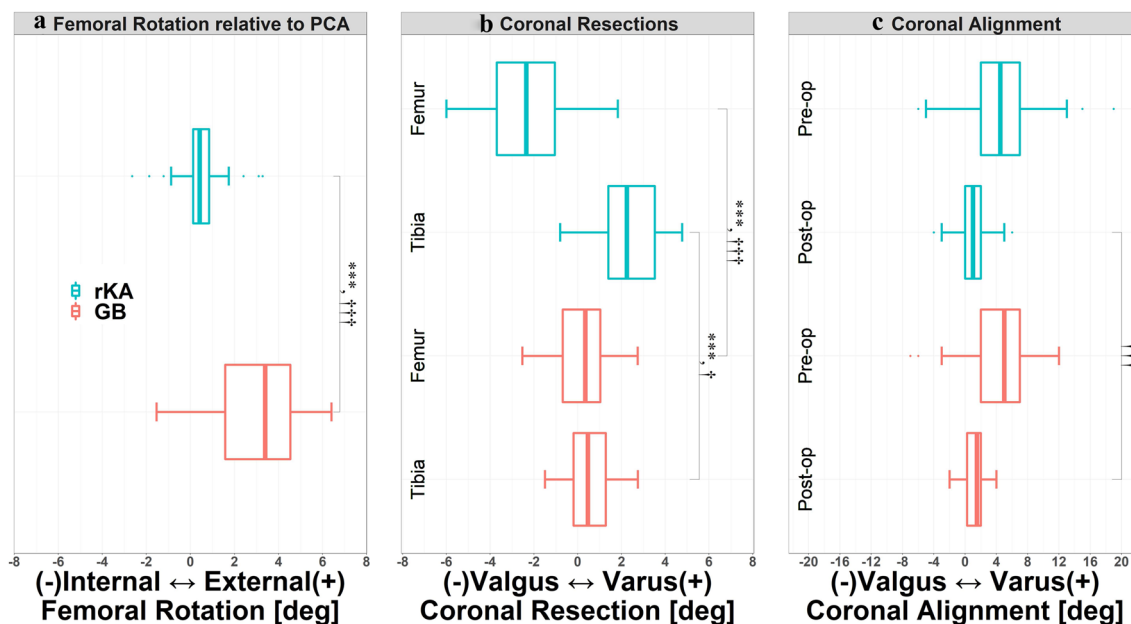 a Femoral Rotation relative to PCA
rKA
GB
***,
‡‡‡
-8 -6 -4 -2 0 2 4 6 8
(-)Internal ↔ External(+)
Femoral Rotation [deg]
b Coronal Resections
Femur
Tibia
Femur
Tibia
-8 -6 -4 -2 0 2 4 6 8
(-)Valgus ↔ Varus(+)
Coronal Resection [deg]
c Coronal Alignment
Pre-op
Post-op
Pre-op
Post-op
-20 -16 -12 -8 -4 0 4 8 12 16 20
(-)Valgus ↔ Varus(+)
Coronal Alignment [deg]